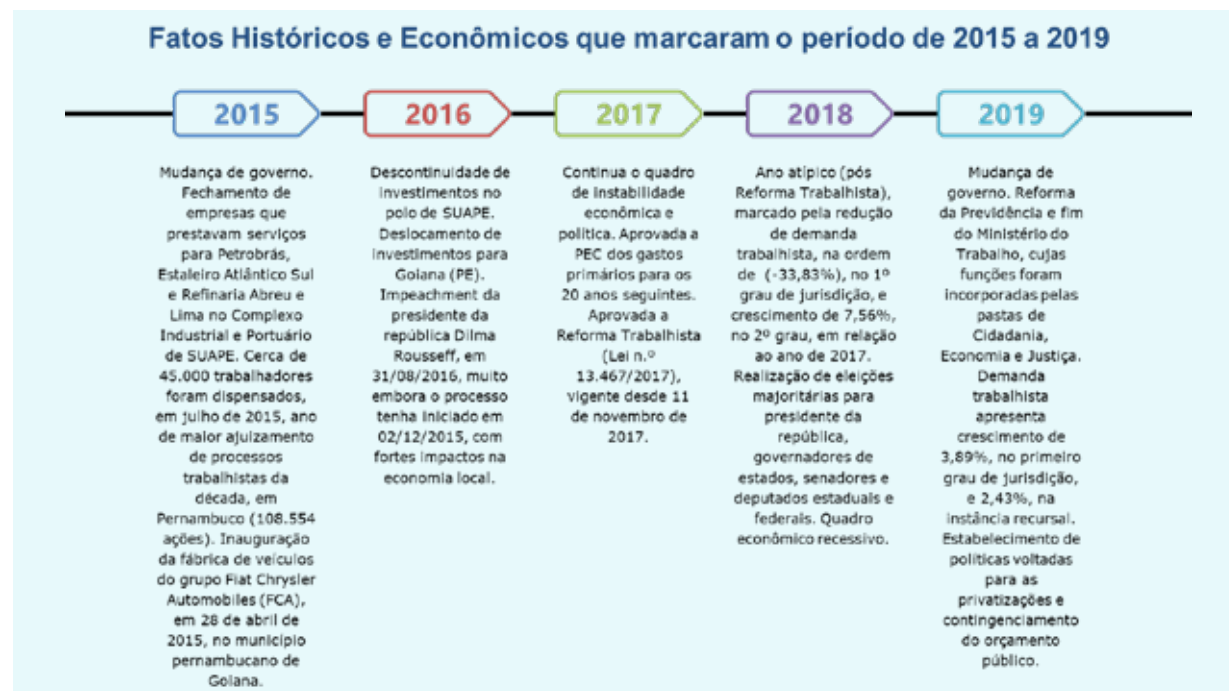 Fatos Históricos e Econômicos que marcaram o período de 2015 a 2019
2015
Mudança de governo.
Fechamento de
empresas que
prestavam serviços
para Petrobrás,
Estaleiro Atlântico Sul
e Refinaria Abreu e
Lima no Complexo
Industrial e Portuário
de SUAPE. Cerca de
45.000 trabalhadores
foram dispensados,
em julho de 2015, ano
de maior ajuizamento
de processos
trabalhistas da
década, em
Pernambuco (108.554
ações). Inauguração
da fábrica de veículos
do grupo Fiat Chrysler
Automobiles (FCA),
em 28 de abril de
2015, no município
pernambucano de
Goiana.
2016
Descontinuidade de
investimentos no
polo de SUAPE.
Deslocamento de
investimentos para
Goiana (PE).
Impeachment da
presidente da
república Dilma
Rousseff, em
31/08/2016, muito
embora o processo
tenha iniciado em
02/12/2015, com
fortes impactos na
economia local.
2017
Continua o quadro
de instabilidade
econômica e
política. Aprovada a
PEC dos gastos
primários para os
20 anos seguintes.
Aprovada a
Reforma Trabalhista
(Lei n.º
13.467/2017),
vigente desde 11
de novembro de
2017.
2018
Ano atípico (pós
Reforma Trabalhista),
marcado pela redução
de demanda
trabalhista, na ordem
de (-33,83%), no 1º
grau de jurisdição, e
crescimento de 7,56%,
no 2º grau, em relação
ao ano de 2017.
Realização de eleições
majoritárias para
presidente da
república,
governadores de
estados, senadores e
deputados estaduais e
federais. Quadro
econômico recessivo.
2019
Mudança de
governo. Reforma
da Previdência e fim
do Ministério do
Trabalho, cujas
funções foram
incorporadas pelas
pastas de
Cidadania,
Economia e Justiça.
Demanda
trabalhista
apresenta
crescimento de
3,89%, no primeiro
grau de jurisdição,
e 2,43%, na
instância recursal.
Estabelecimento de
políticas voltadas
para as
privatizações e
contingenciamento
do orçamento
público.